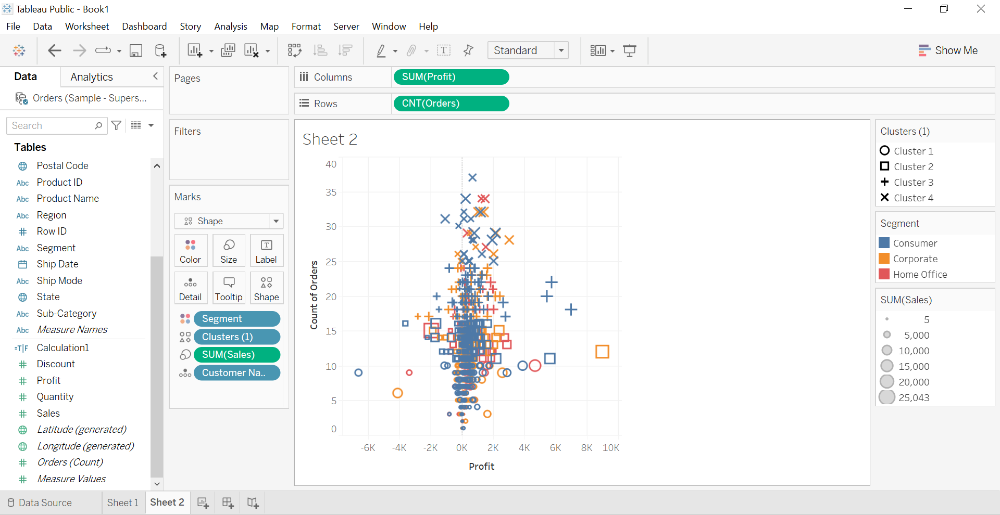 Tableau Public - Book1
File Data Worksheet Dashboard Story Analysis Map Format Server Window Help
Standard
Show Me
Data
Analytics
Orders (Sample - Supers...
Search
Tables
Postal Code
Abc Product ID
Abc Product Name
Abc Region
Row ID
Abc Segment
Ship Date
Abc Ship Mode
State
Abc Sub-Category
Abc Measure Names
=T|F Calculation1
Discount
Profit
Quantity
Sales
Latitude (generated)
Longitude (generated)
Orders (Count)
Measure Values
Pages
Filters
Marks
Shape
Color
Size
T
Label
Detail
Tooltip
Shape
Segment
Clusters (1)
SUM(Sales)
Customer Na..
Columns
SUM(Profit)
Rows
CNT(Orders)
Sheet 2
40
35
30
25
20
15
10
5
0
Count of Orders
-6K -4K -2K 0K 2K 4K 6K 8K 10K
Profit
Clusters (1)
Cluster 1
Cluster 2
Cluster 3
Cluster 4
Segment
Consumer
Corporate
Home Office
SUM(Sales)
5
5,000
10,000
15,000
20,000
25,043
Data Source
Sheet 1
Sheet 2